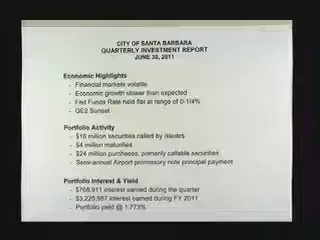 CITY OF SANTA BARBARA
QUARTERLY INVESTMENT REPORT
JUNE 30, 2011
Economic Highlights
- Financial markets volatile
- Economic growth slower than expected
- Fed Funds Rate held flat at range of 0-1/4%
- QE2 Sunset
Portfolio Activity
- $16 million securities called by issuers
- $4 million maturities
- $24 million purchases, primarily callable securities
- Semi-annual Airport promissory note principal payment
Portfolio Interest & Yield
- $768,911 interest earned during the quarter
- $3,225,987 interest earned during FY 2011
- Portfolio yield @ 1.773%